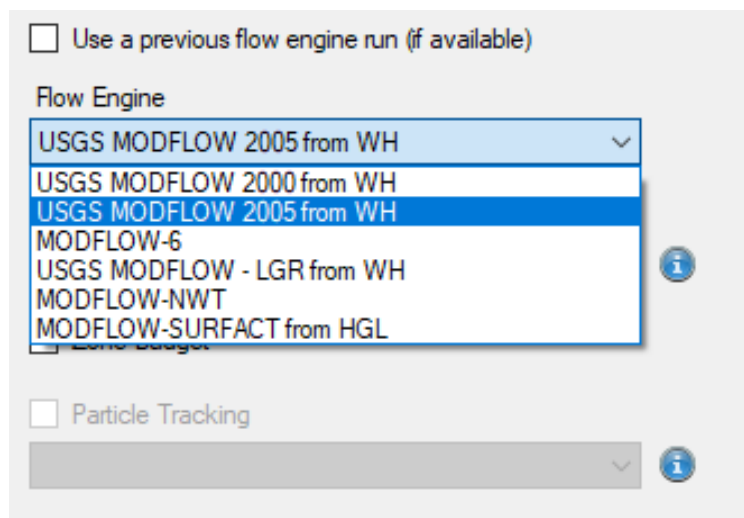 Use a previous flow engine run (if available)
Flow Engine
USGS MODFLOW 2005 from WH
USGS MODFLOW 2000 from WH
USGS MODFLOW 2005 from WH
MODFLOW-6
USGS MODFLOW - LGR from WH
MODFLOW-NWT
MODFLOW-SURFACT from HGL
Particle Tracking